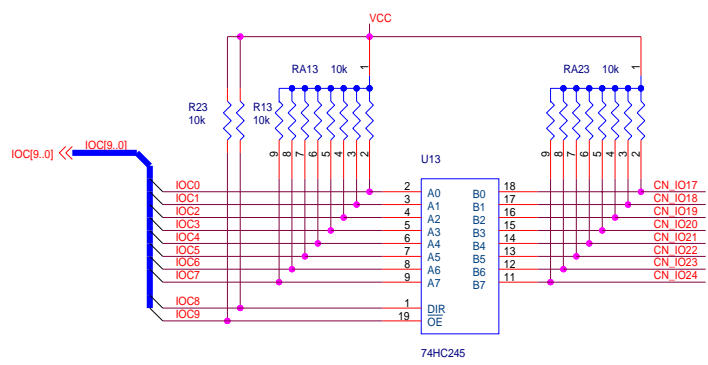 VCC
RA13 10k 1
RA23 10k 1
R23 10k
R13 10k
9 8 7 6 5 4 3 2
9 8 7 6 5 4 3 2
IOC[9..0]
IOC[9..0]
U13
IOC0 2 A0 B0 18 CN_IO17
IOC1 3 A1 B1 17 CN_IO18
IOC2 4 A2 B2 16 CN_IO19
IOC3 5 A3 B3 15 CN_IO20
IOC4 6 A4 B4 14 CN_IO21
IOC5 7 A5 B5 13 CN_IO22
IOC6 8 A6 B6 12 CN_IO23
IOC7 9 A7 B7 11 CN_IO24
IOC8 1 DIR
IOC9 19 OE
74HC245